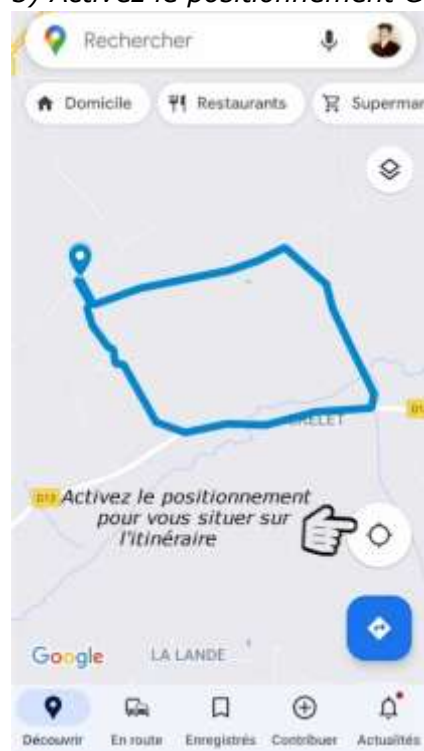 3) Activez le positionnement G
Rechercher
Domicile
Restaurants
Supermar
D13
Activez le positionnement
pour vous situer sur
l'itinéraire
Google
LA LANDE
Découvrir
En route
Enregistrés
Contribuer
Actualités